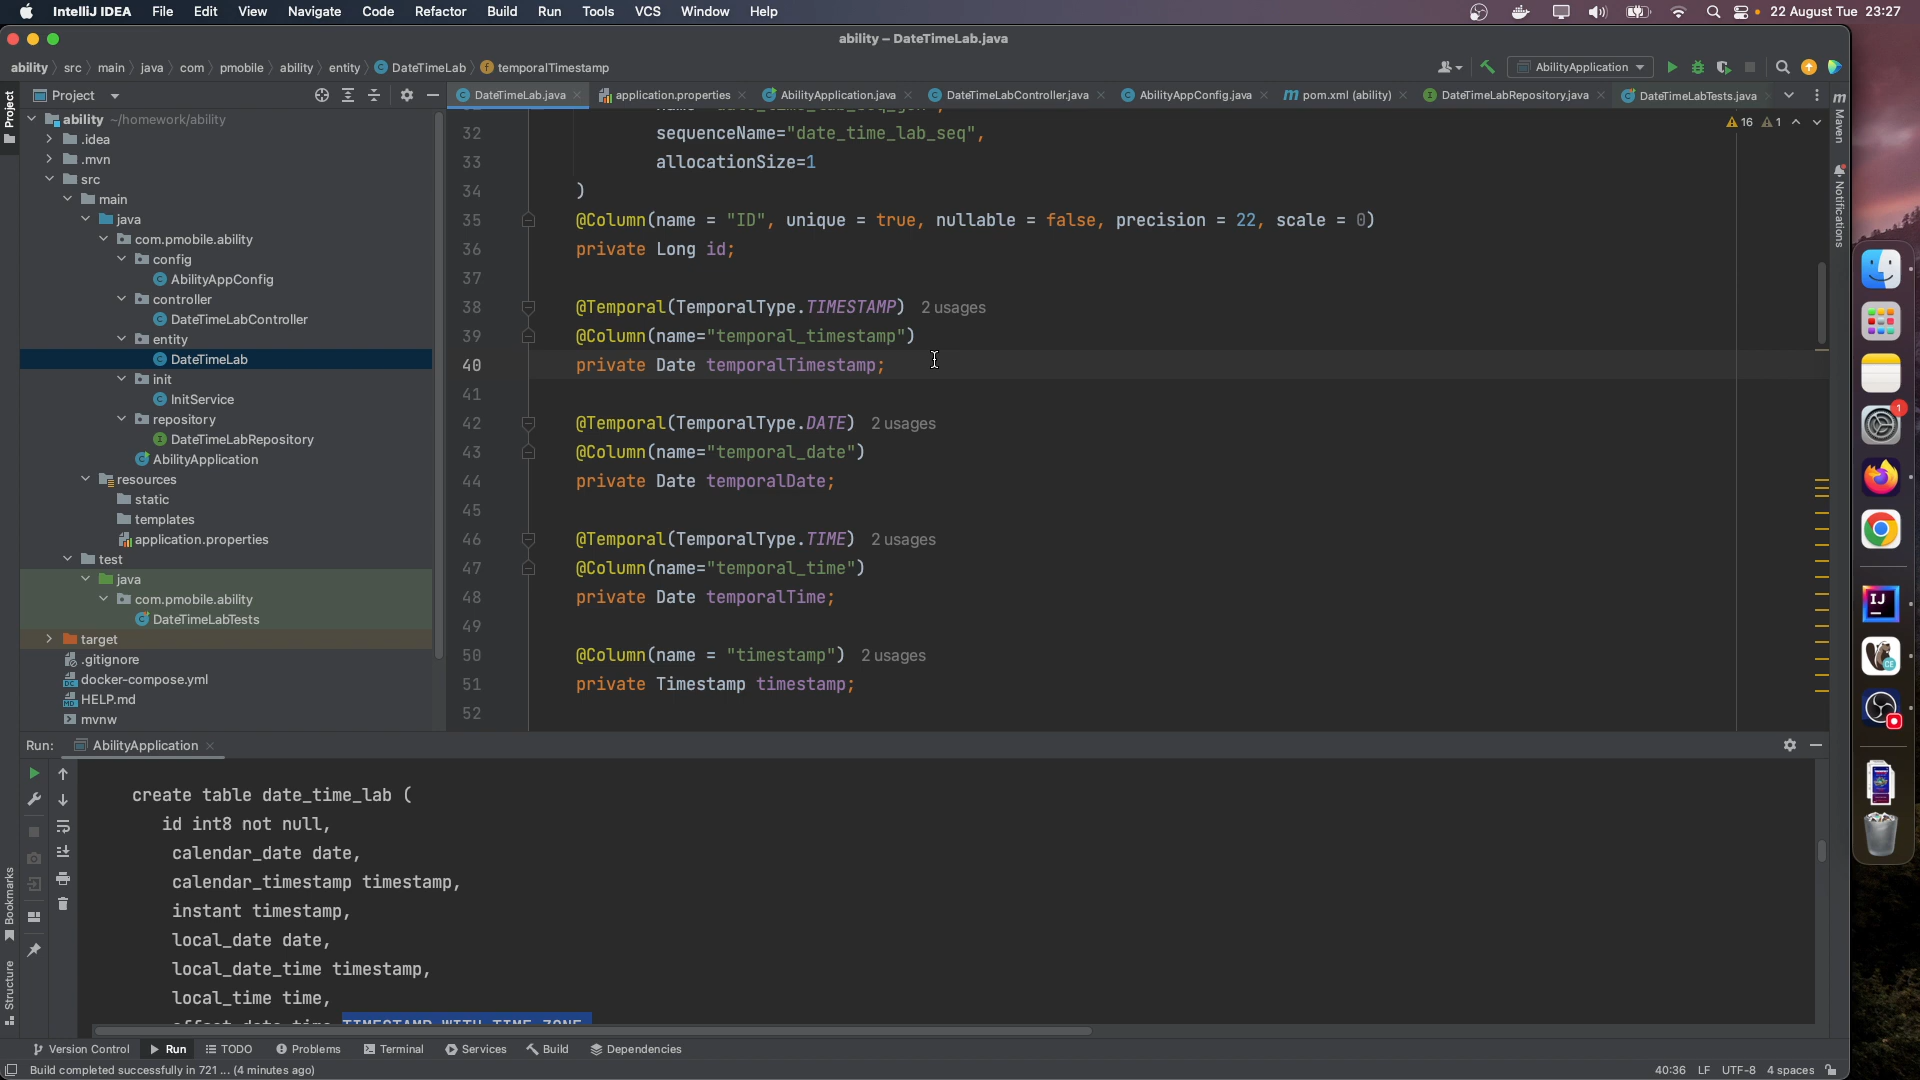 IntelliJ IDEA File Edit View Navigate Code Refactor Build Run Tools VCS Window Help 22 August Tue 23:27
ability – DateTimeLab.java
ability src main java com pmobile ability entity DateTimeLab temporalTimestamp AbilityApplication
Project DateTimeLab.java application.properties AbilityApplication.java DateTimeLabController.java AbilityAppConfig.java pom.xml (ability) DateTimeLabRepository.java DateTimeLabTests.java
Project
Maven
Notifications
Bookmarks
Structure
ability ~/homework/ability
.idea
.mvn
src
main
java
com.pmobile.ability
config
AbilityAppConfig
controller
DateTimeLabController
entity
DateTimeLab
init
InitService
repository
DateTimeLabRepository
AbilityApplication
resources
static
templates
application.properties
test
java
com.pmobile.ability
DateTimeLabTests
target
.gitignore
docker-compose.yml
HELP.md
mvnw
16 1
32 sequenceName="date_time_lab_seq",
33 allocationSize=1
34 )
35 @Column(name = "ID", unique = true, nullable = false, precision = 22, scale = 0)
36 private Long id;
37
38 @Temporal(TemporalType.TIMESTAMP) 2 usages
39 @Column(name="temporal_timestamp")
40 private Date temporalTimestamp;
41
42 @Temporal(TemporalType.DATE) 2 usages
43 @Column(name="temporal_date")
44 private Date temporalDate;
45
46 @Temporal(TemporalType.TIME) 2 usages
47 @Column(name="temporal_time")
48 private Date temporalTime;
49
50 @Column(name = "timestamp") 2 usages
51 private Timestamp timestamp;
52
1
IJ
CE
Run: AbilityApplication
create table date_time_lab (
id int8 not null,
calendar_date date,
calendar_timestamp timestamp,
instant timestamp,
local_date date,
local_date_time timestamp,
local_time time,
Version Control Run TODO Problems Terminal Services Build Dependencies
Build completed successfully in 721 ... (4 minutes ago) 40:36 LF UTF-8 4 spaces